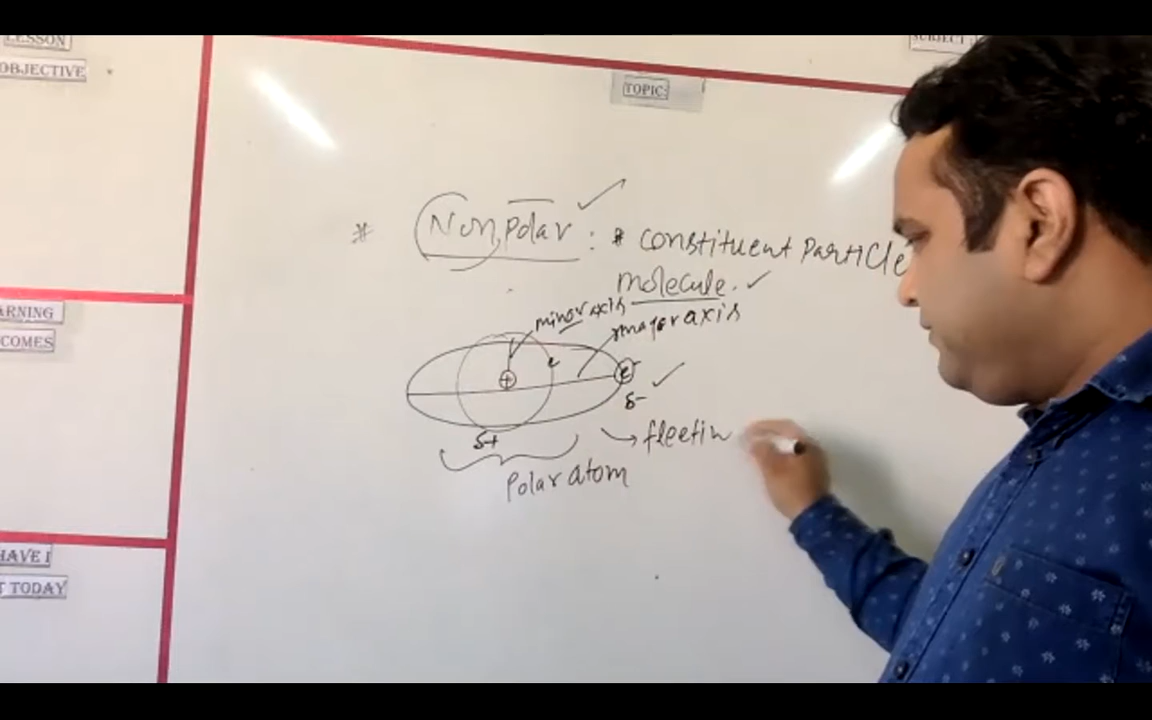 LESSON
OBJECTIVE
SUBJECT :
TOPIC:
* Non Polar : * constituent Particle
molecule.
minor axis
major axis
+
e
e-
δ-
δ+
fleetin
Polar atom
ARNING
COMES
HAVE I
T TODAY